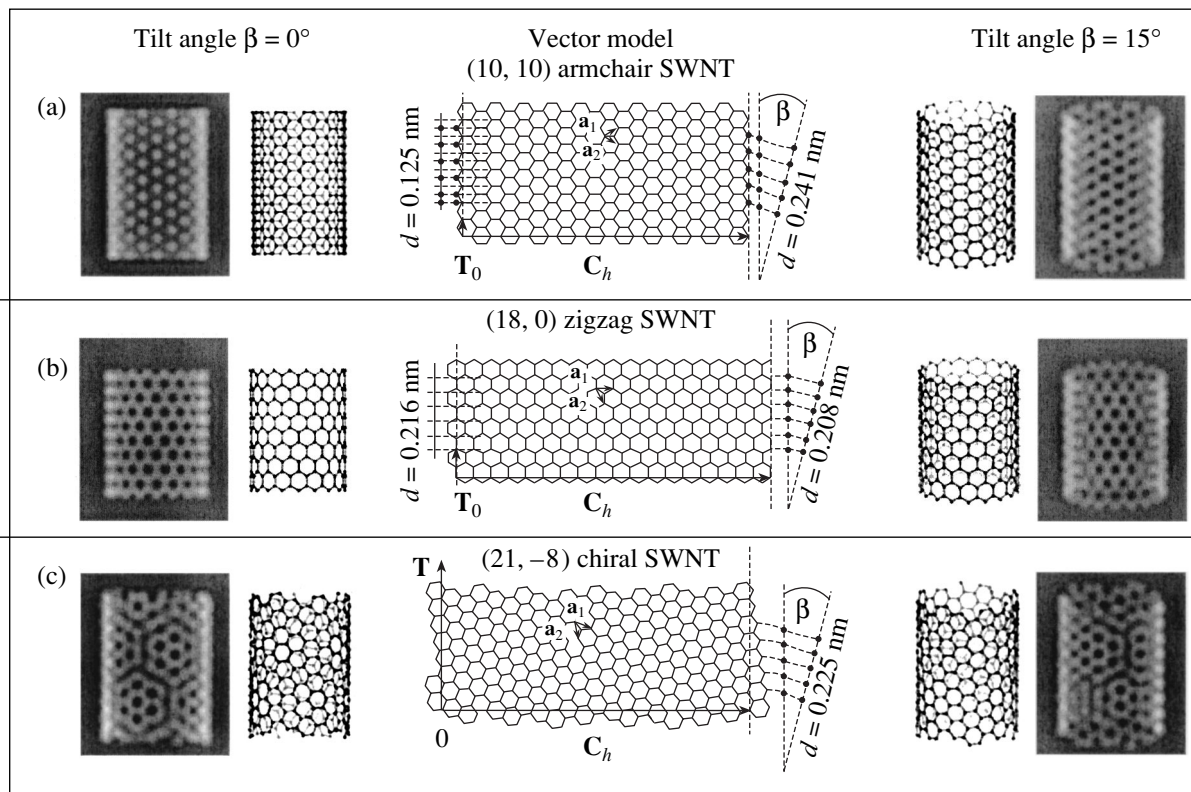 Tilt angle β = 0°
Vector model
Tilt angle β = 15°
(10, 10) armchair SWNT
(a)
d = 0.125 nm
a1
a2
β
d = 0.241 nm
T0
Ch
(18, 0) zigzag SWNT
(b)
d = 0.216 nm
a1
a2
β
d = 0.208 nm
T0
Ch
(21, –8) chiral SWNT
(c)
T
a1
a2
β
d = 0.225 nm
0
Ch